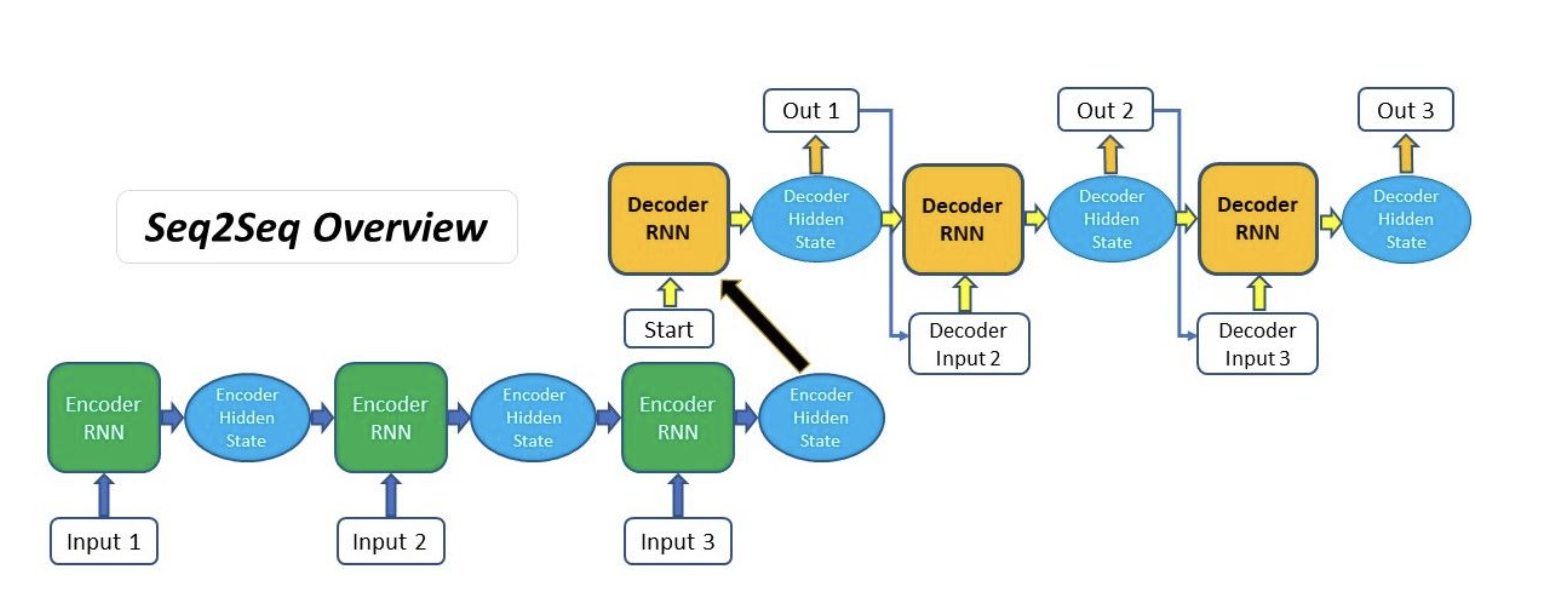 Out 1
Out 2
Out 3
Decoder
RNN
Decoder
Hidden
State
Decoder
RNN
Decoder
Hidden
State
Decoder
RNN
Decoder
Hidden
State
Seq2Seq Overview
Start
Decoder
Input 2
Decoder
Input 3
Encoder
RNN
Encoder
Hidden
State
Encoder
RNN
Encoder
Hidden
State
Encoder
RNN
Encoder
Hidden
State
Input 1
Input 2
Input 3